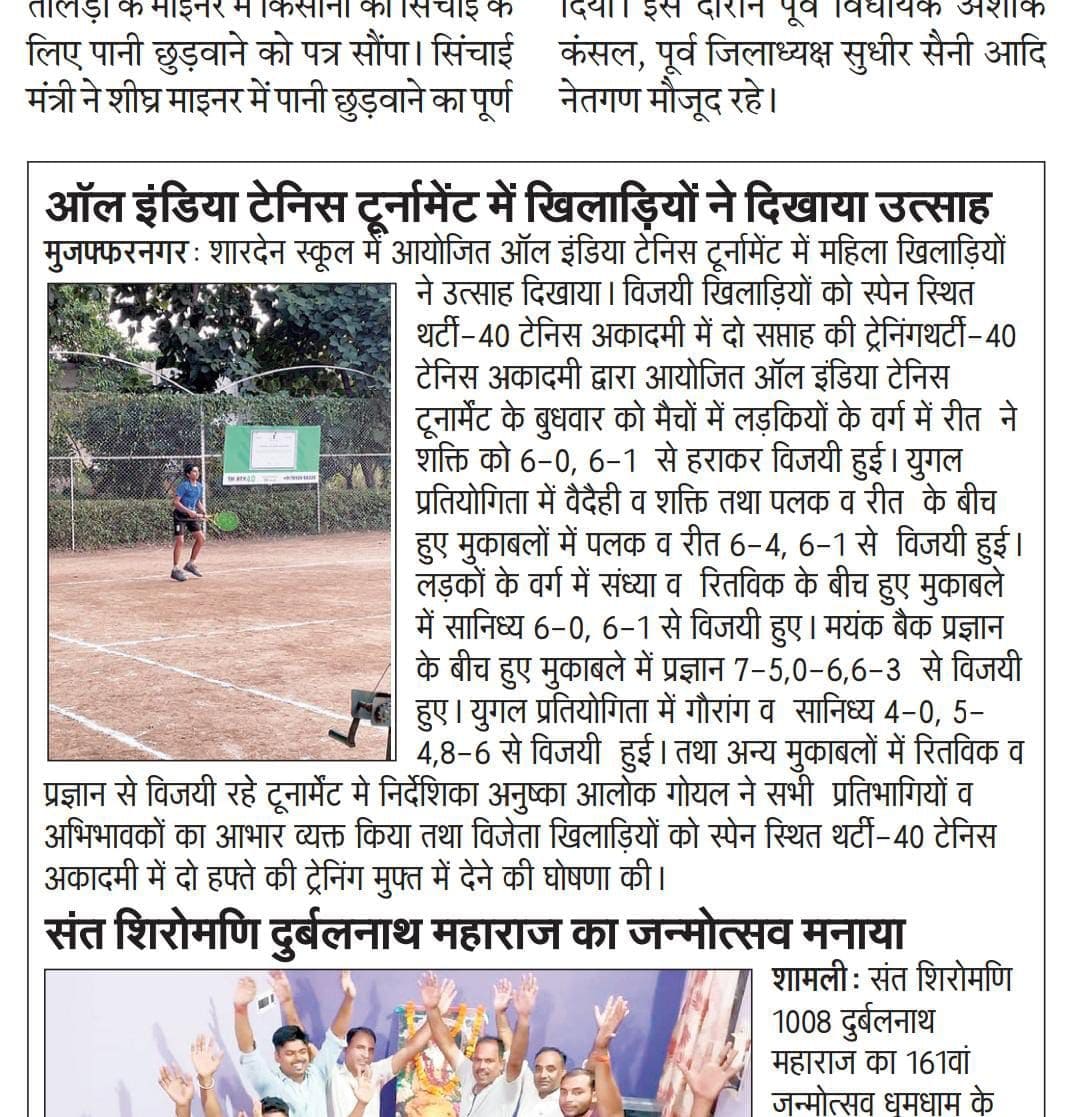 तालड़ा के माइनर में किसानों की सिंचाई के
लिए पानी छुड़वाने को पत्र सौंपा। सिंचाई
मंत्री ने शीघ्र माइनर में पानी छुड़वाने का पूर्ण
दिया। इस दौरान पूर्व विधायक अशोक
कंसल, पूर्व जिलाध्यक्ष सुधीर सैनी आदि
नेतगण मौजूद रहे।
ऑल इंडिया टेनिस टूर्नामेंट में खिलाड़ियों ने दिखाया उत्साह
मुजफ्फरनगर: शारदेन स्कूल में आयोजित ऑल इंडिया टेनिस टूर्नामेंट में महिला खिलाड़ियों
ने उत्साह दिखाया। विजयी खिलाड़ियों को स्पेन स्थित
थर्टी-40 टेनिस अकादमी में दो सप्ताह की ट्रेनिंगथर्टी-40
टेनिस अकादमी द्वारा आयोजित ऑल इंडिया टेनिस
टूनार्मेंट के बुधवार को मैचों में लड़कियों के वर्ग में रीत ने
शक्ति को 6-0, 6-1 से हराकर विजयी हुई। युगल
प्रतियोगिता में वैदैही व शक्ति तथा पलक व रीत के बीच
हुए मुकाबलों में पलक व रीत 6-4, 6-1 से विजयी हुई।
लड़कों के वर्ग में संध्या व रितविक के बीच हुए मुकाबले
में सानिध्य 6-0, 6-1 से विजयी हुए। मयंक बैक प्रज्ञान
के बीच हुए मुकाबले में प्रज्ञान 7-5,0-6,6-3 से विजयी
हुए। युगल प्रतियोगिता में गौरांग व सानिध्य 4-0, 5-
4,8-6 से विजयी हुई। तथा अन्य मुकाबलों में रितविक व
प्रज्ञान से विजयी रहे टूनार्मेंट मे निर्देशिका अनुष्का आलोक गोयल ने सभी प्रतिभागियों व
अभिभावकों का आभार व्यक्त किया तथा विजेता खिलाड़ियों को स्पेन स्थित थर्टी-40 टेनिस
अकादमी में दो हफ्ते की ट्रेनिंग मुफ्त में देने की घोषणा की।
संत शिरोमणि दुर्बलनाथ महाराज का जन्मोत्सव मनाया
शामली: संत शिरोमणि
1008 दुर्बलनाथ
महाराज का 161वां
जन्मोत्सव धूमधाम के